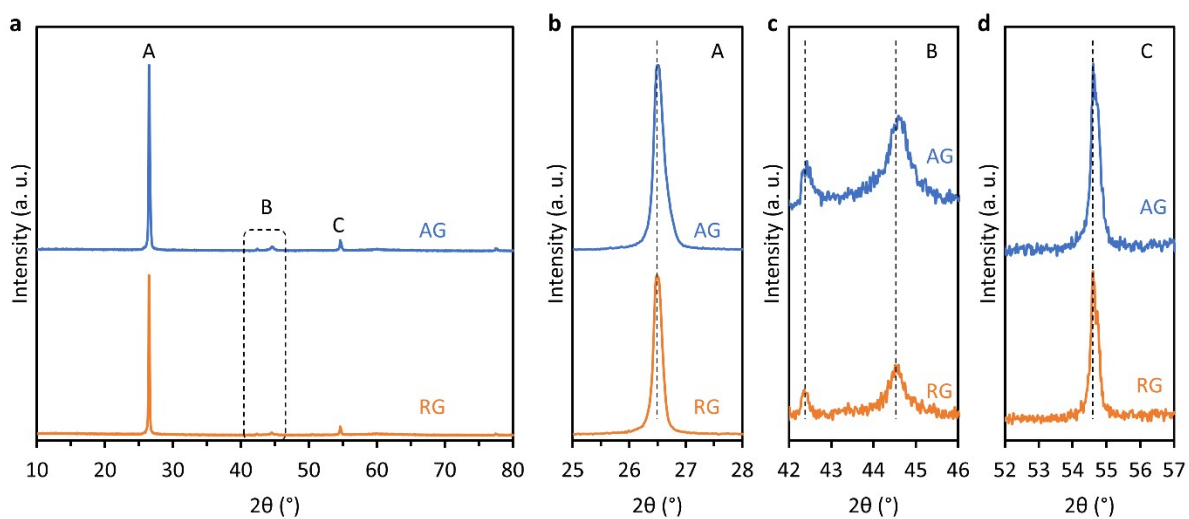 a
A
B
C
AG
RG
Intensity (a. u.)
10 20 30 40 50 60 70 80
2θ (°)
b
A
AG
RG
Intensity (a. u.)
25 26 27 28
2θ (°)
c
B
AG
RG
Intensity (a. u.)
42 43 44 45 46
2θ (°)
d
C
AG
RG
Intensity (a. u.)
52 53 54 55 56 57
2θ (°)